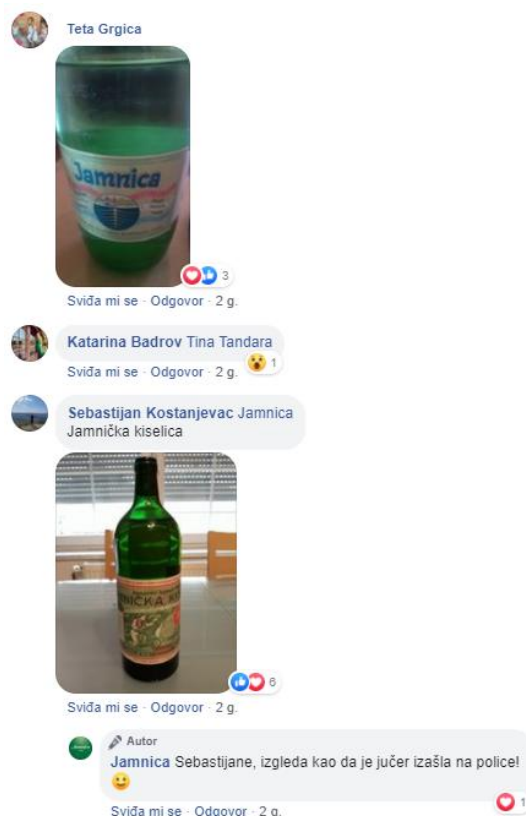 Teta Grgica
Jamnica
3
Sviđa mi se · Odgovor · 2 g.
Katarina Badrov Tina Tandara
1
Sviđa mi se · Odgovor · 2 g.
Sebastijan Kostanjevac Jamnica
Jamnička kiselica
6
Sviđa mi se · Odgovor · 2 g.
Autor
Jamnica Sebastijane, izgleda kao da je jučer izašla na police!
1
Sviđa mi se · Odgovor · 2 g.